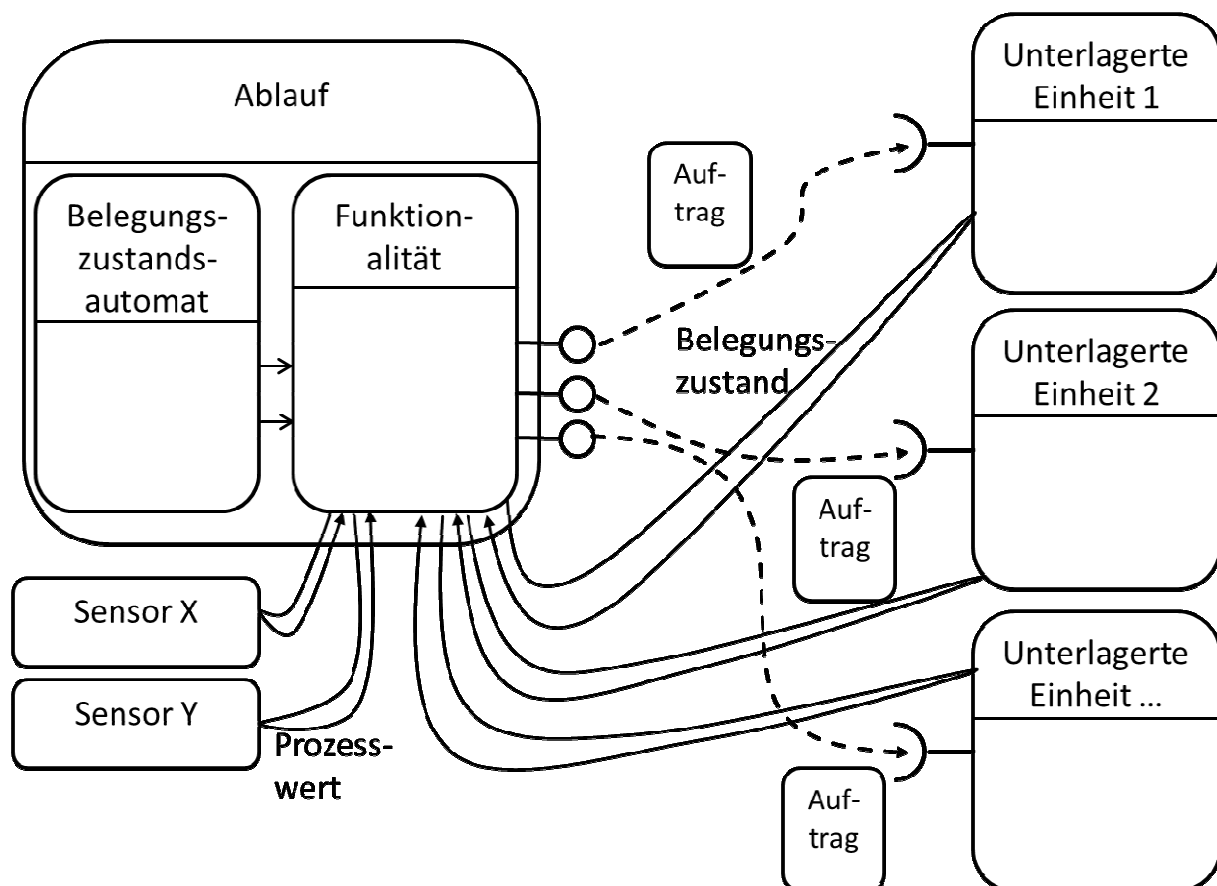 Ablauf
Belegungs-
zustands-
automat
Funktion-
alität
Auf-
trag
Belegungs-
zustand
Unterlagerte
Einheit 1
Unterlagerte
Einheit 2
Auf-
trag
Sensor X
Sensor Y
Prozess-
wert
Unterlagerte
Einheit ...
Auf-
trag